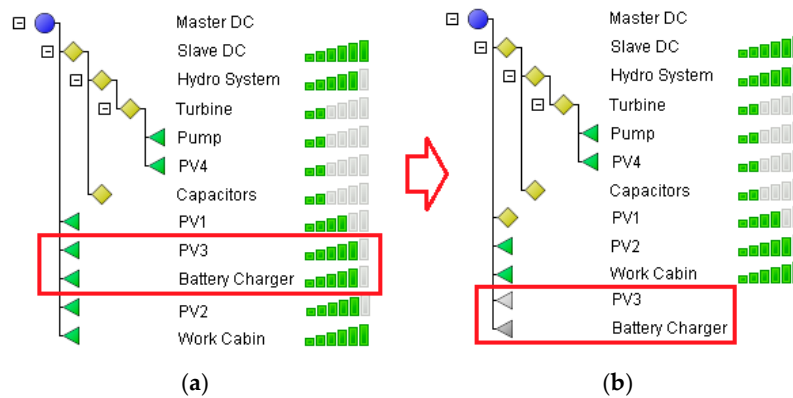 Master DC
Slave DC
Hydro System
Turbine
Pump
PV4
Capacitors
PV1
PV3
Battery Charger
PV2
Work Cabin
(a)
Master DC
Slave DC
Hydro System
Turbine
Pump
PV4
Capacitors
PV1
PV2
Work Cabin
PV3
Battery Charger
(b)